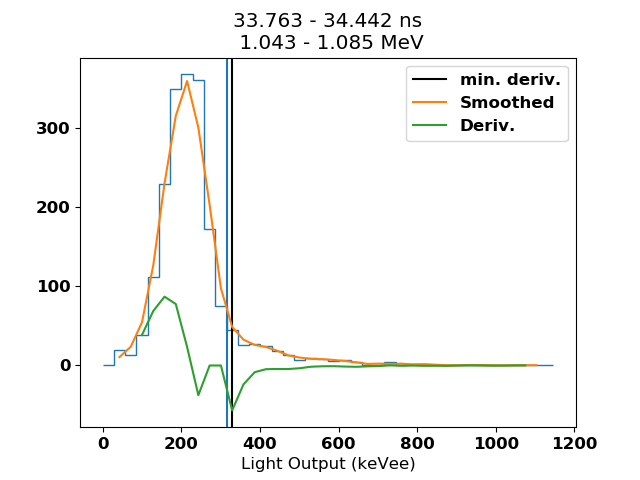 33.763 - 34.442 ns
1.043 - 1.085 MeV
min. deriv.
Smoothed
Deriv.
300
200
100
0
0 200 400 600 800 1000 1200
Light Output (keVee)